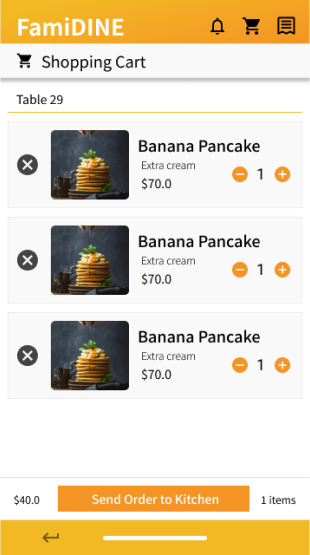 FamiDINE
Shopping Cart
Table 29
Banana Pancake
Extra cream
$70.0
1
Banana Pancake
Extra cream
$70.0
1
Banana Pancake
Extra cream
$70.0
1
$40.0 Send Order to Kitchen 1 items